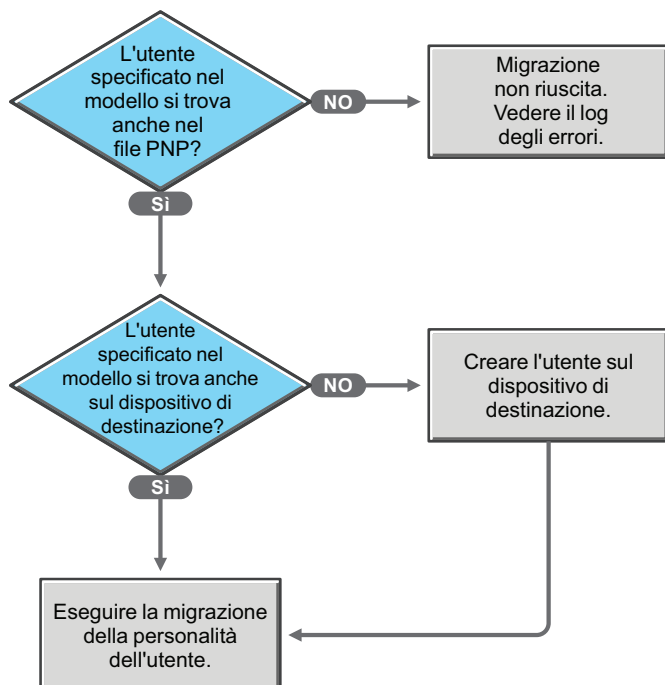 L'utente
specificato nel
modello si trova
anche nel
file PNP?
NO
Migrazione
non riuscita.
Vedere il log
degli errori.
Sì
L'utente
specificato nel
modello si trova anche
sul dispositivo di
destinazione?
NO
Creare l'utente sul
dispositivo di
destinazione.
Sì
Eseguire la migrazione
della personalità
dell'utente.